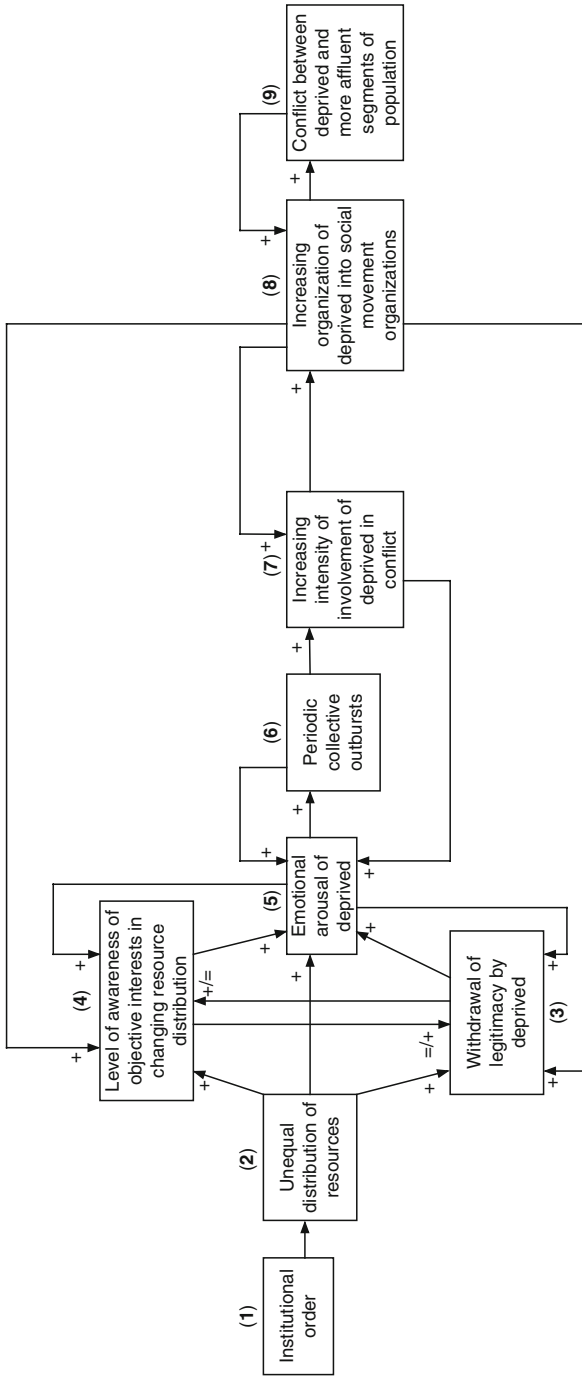 (1)
Institutional
order
(2)
Unequal
distribution of
resources
+
+
+
(4)
Level of awareness of
objective interests in
changing resource
distribution
+
+
+/=
=/+
(3)
Withdrawal of
legitimacy by
deprived
+
+
(5)
Emotional
arousal of
deprived
+
+
+
+
+
(6)
Periodic
collective
outbursts
+
(7)
Increasing
intensity of
involvement of
deprived in
conflict
+
+
(8)
Increasing
organization of
deprived into social
movement
organizations
+
+
(9)
Conflict between
deprived and
more affluent
segments of
population